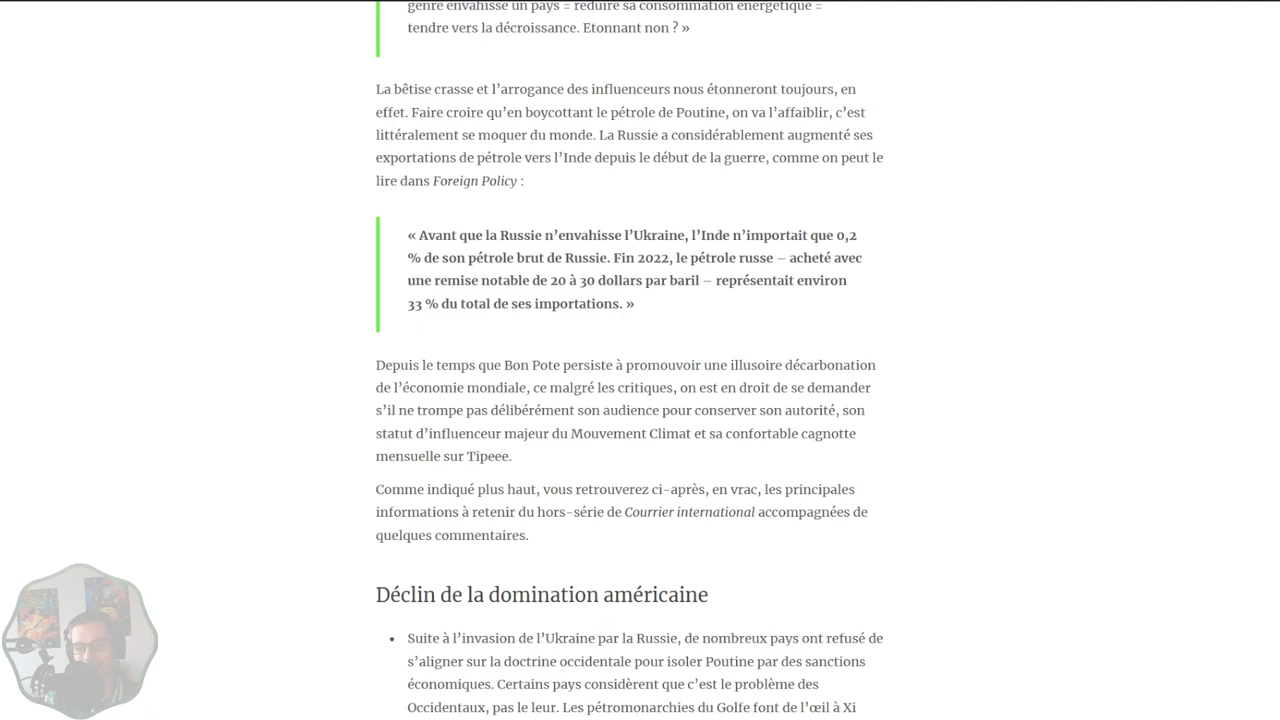 genre envahisse un pays = réduire sa consommation énergétique =
tendre vers la décroissance. Etonnant non ? »
La bêtise crasse et l'arrogance des influenceurs nous étonneront toujours, en
effet. Faire croire qu'en boycottant le pétrole de Poutine, on va l'affaiblir, c'est
littéralement se moquer du monde. La Russie a considérablement augmenté ses
exportations de pétrole vers l'Inde depuis le début de la guerre, comme on peut le
lire dans Foreign Policy :
« Avant que la Russie n'envahisse l'Ukraine, l'Inde n'importait que 0,2
% de son pétrole brut de Russie. Fin 2022, le pétrole russe – acheté avec
une remise notable de 20 à 30 dollars par baril – représentait environ
33 % du total de ses importations. »
Depuis le temps que Bon Pote persiste à promouvoir une illusoire décarbonation
de l'économie mondiale, ce malgré les critiques, on est en droit de se demander
s'il ne trompe pas délibérément son audience pour conserver son autorité, son
statut d'influenceur majeur du Mouvement Climat et sa confortable cagnotte
mensuelle sur Tipeee.
Comme indiqué plus haut, vous retrouverez ci-après, en vrac, les principales
informations à retenir du hors-série de Courrier international accompagnées de
quelques commentaires.
Déclin de la domination américaine
• Suite à l'invasion de l'Ukraine par la Russie, de nombreux pays ont refusé de
s'aligner sur la doctrine occidentale pour isoler Poutine par des sanctions
économiques. Certains pays considèrent que c'est le problème des
Occidentaux, pas le leur. Les pétromonarchies du Golfe font de l'œil à Xi